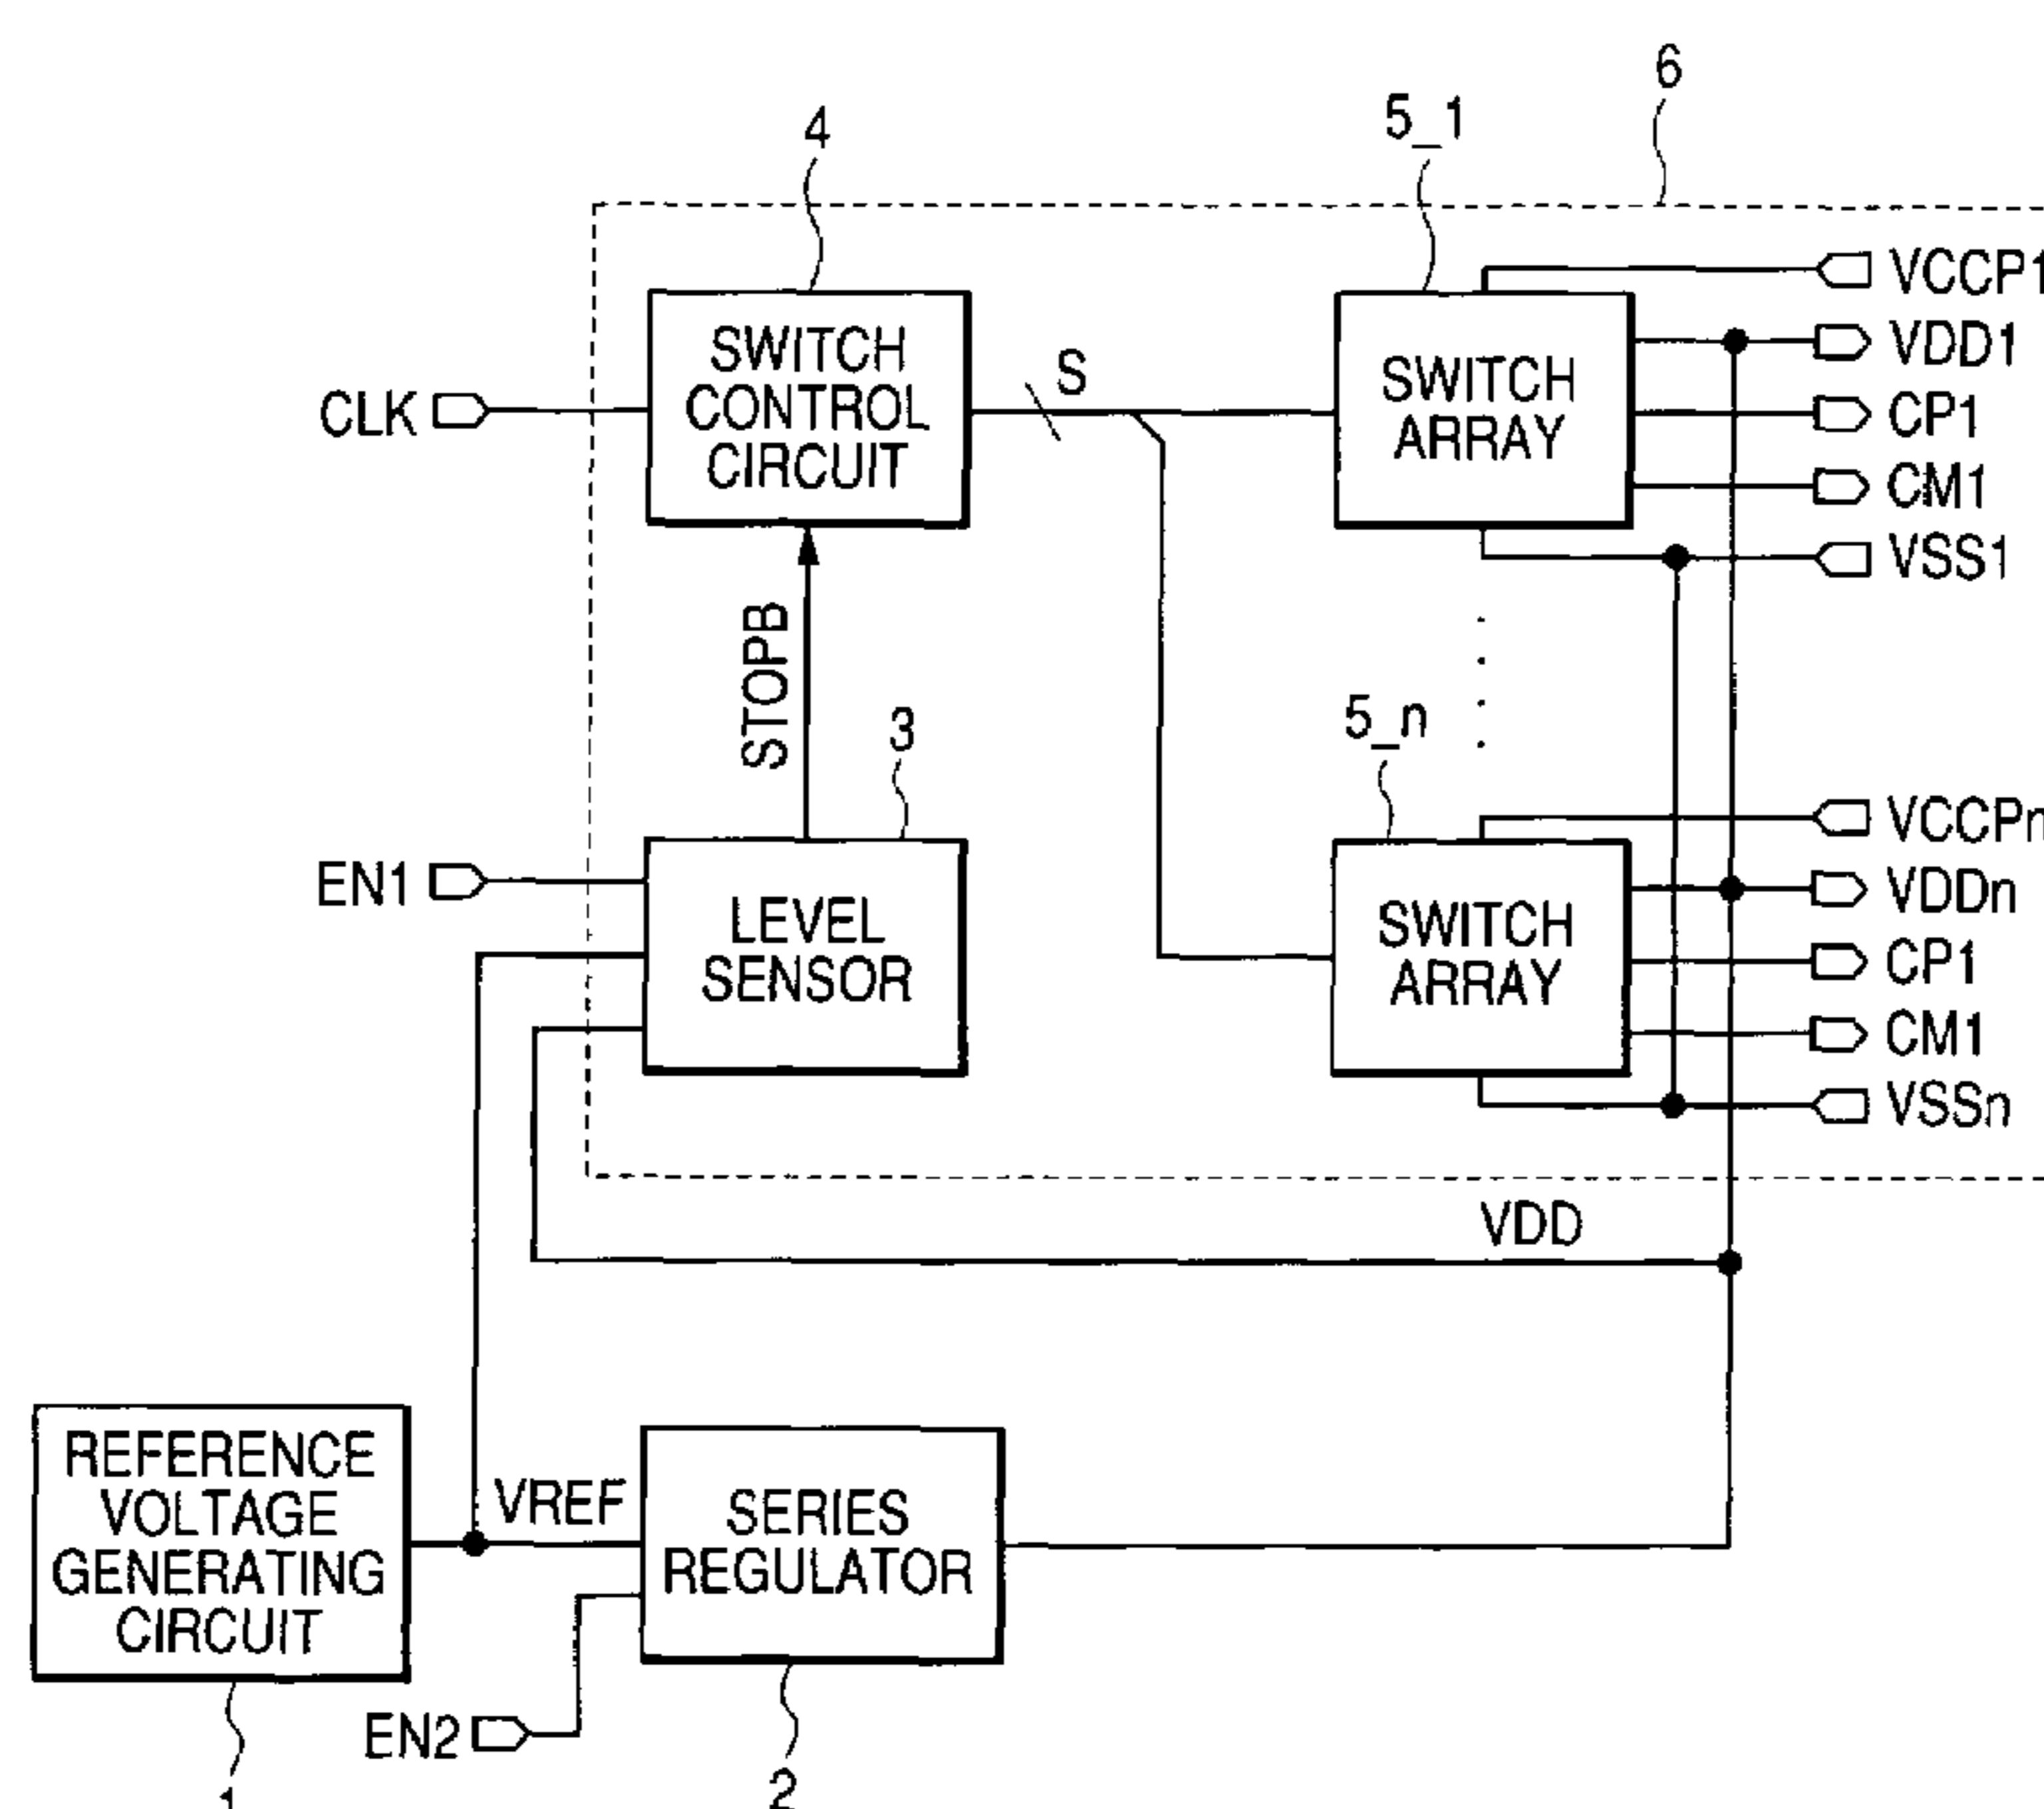 6
5_1
4
VCCP1
SWITCH
CONTROL
CIRCUIT
VDD1
S
SWITCH
ARRAY
CLK
CP1
CM1
VSS1
STOPB
3
5_n
VCCPn
EN1
VDDn
LEVEL
SENSOR
SWITCH
ARRAY
CP1
CM1
VSSn
VDD
REFERENCE
VOLTAGE
GENERATING
CIRCUIT
VREF
SERIES
REGULATOR
EN2
1
2